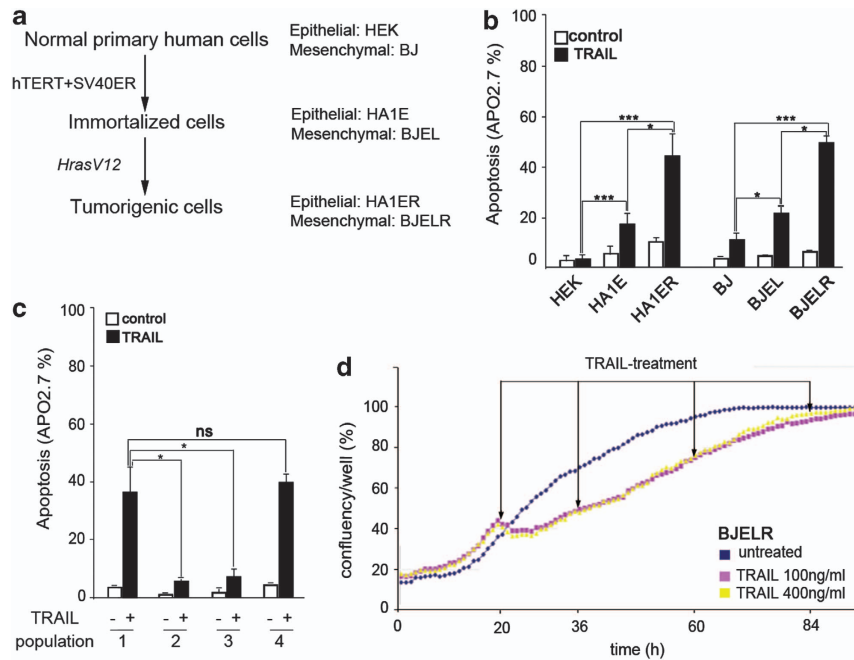 a
Normal primary human cells
Epithelial: HEK
Mesenchymal: BJ
hTERT+SV40ER
Immortalized cells
Epithelial: HA1E
Mesenchymal: BJEL
HrasV12
Tumorigenic cells
Epithelial: HA1ER
Mesenchymal: BJELR
b
Apoptosis (APO2.7 %)
100
80
60
40
20
0
control
TRAIL
***
*
***
***
*
*
HEK
HA1E
HA1ER
BJ
BJEL
BJELR
c
Apoptosis (APO2.7 %)
100
80
60
40
20
0
control
TRAIL
ns
*
*
TRAIL - + - + - + - +
population 1 2 3 4
d
TRAIL-treatment
confluency/well (%)
100
80
60
40
20
0
BJELR
untreated
TRAIL 100ng/ml
TRAIL 400ng/ml
0 20 36 60 84
time (h)